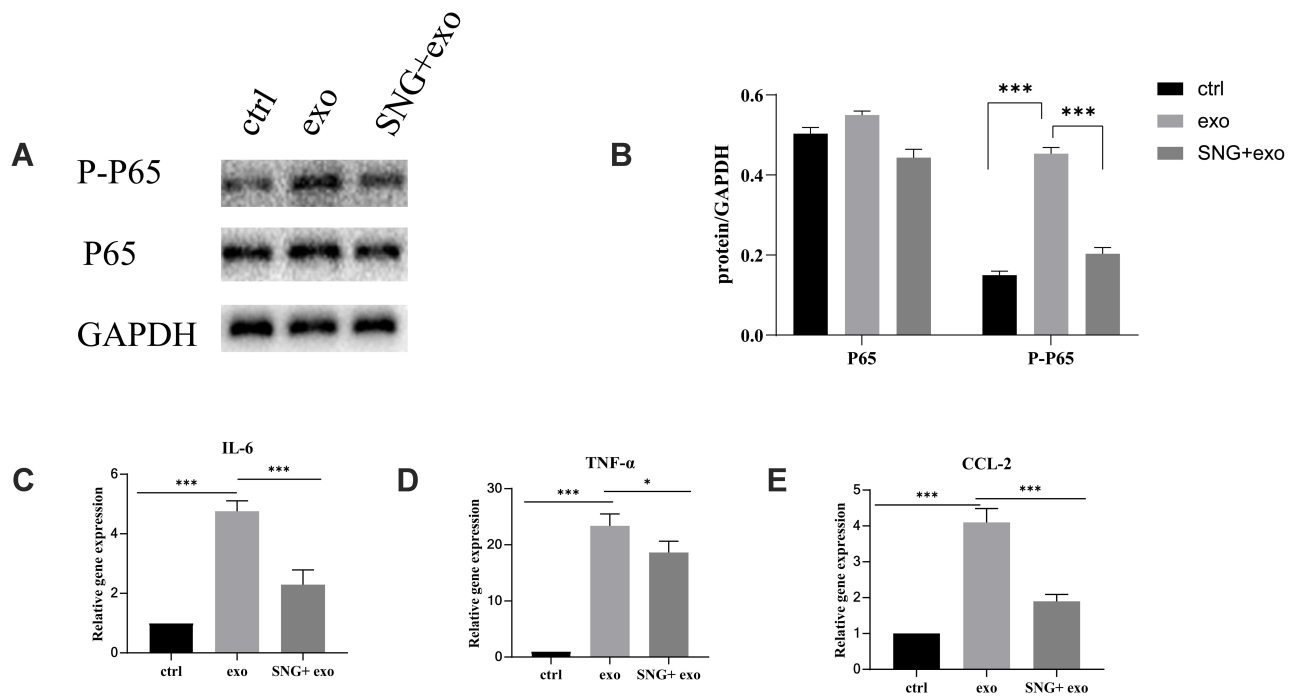 A
ctrl
exo
SNG+exo
P-P65
P65
GAPDH
B
protein/GAPDH
0.6
0.4
0.2
0.0
***
***
P65
P-P65
ctrl
exo
SNG+exo
C
IL-6
Relative gene expression
6
4
2
0
***
***
ctrl
exo
SNG+ exo
D
TNF-α
Relative gene expression
30
20
10
0
***
*
ctrl
exo
SNG+ exo
E
CCL-2
Relative gene expression
5
4
3
2
1
0
***
***
ctrl
exo
SNG+ exo